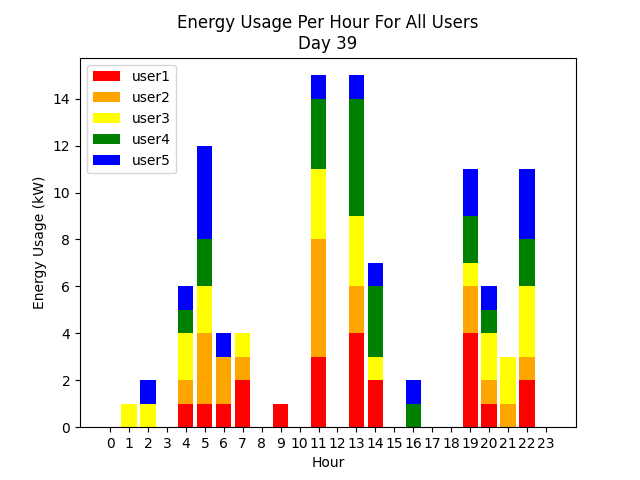 Energy Usage Per Hour For All Users
Day 39
user1
user2
user3
user4
user5
Energy Usage (kW)
14
12
10
8
6
4
2
0
0 1 2 3 4 5 6 7 8 9 10 11 12 13 14 15 16 17 18 19 20 21 22 23
Hour